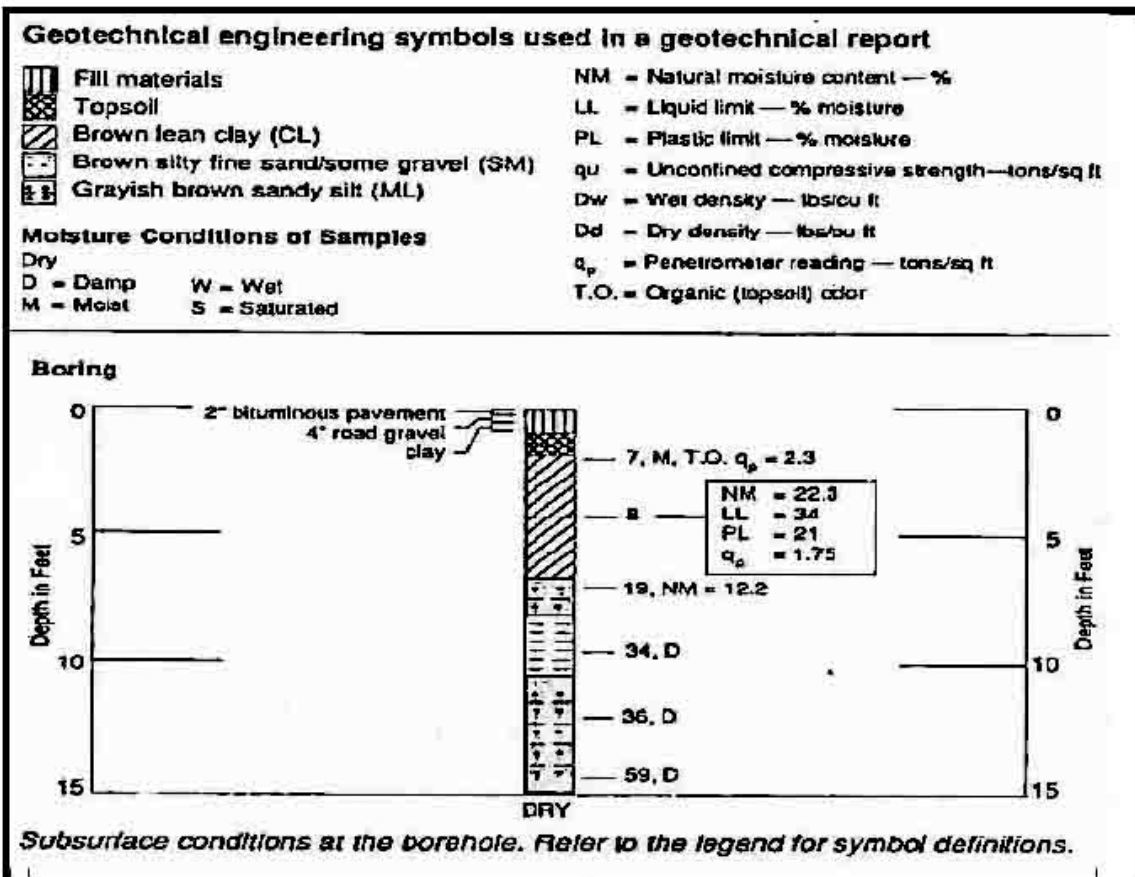 Geotechnical engineering symbols used in a geotechnical report
Fill materials
Topsoil
Brown lean clay (CL)
Brown silty fine sand/some gravel (SM)
Grayish brown sandy silt (ML)
NM = Natural moisture content — %
LL = Liquid limit — % moisture
PL = Plastic limit — % moisture
qu = Unconfined compressive strength—tons/sq ft
Dw = Wet density — lbs/cu ft
Dd = Dry density — lbs/cu ft
qp = Penetrometer reading — tons/sq ft
T.O. = Organic (topsoil) odor
Moisture Conditions of Samples
Dry
D = Damp W = Wet
M = Moist S = Saturated
Boring
0
5
10
15
Depth in Feet
2" bituminous pavement
4" road gravel
clay
7, M, T.O. qp = 2.3
8
NM = 22.3
LL = 34
PL = 21
qp = 1.75
19, NM = 12.2
34, D
36, D
59, D
DRY
0
5
10
15
Depth in Feet
Subsurface conditions at the borehole. Refer to the legend for symbol definitions.